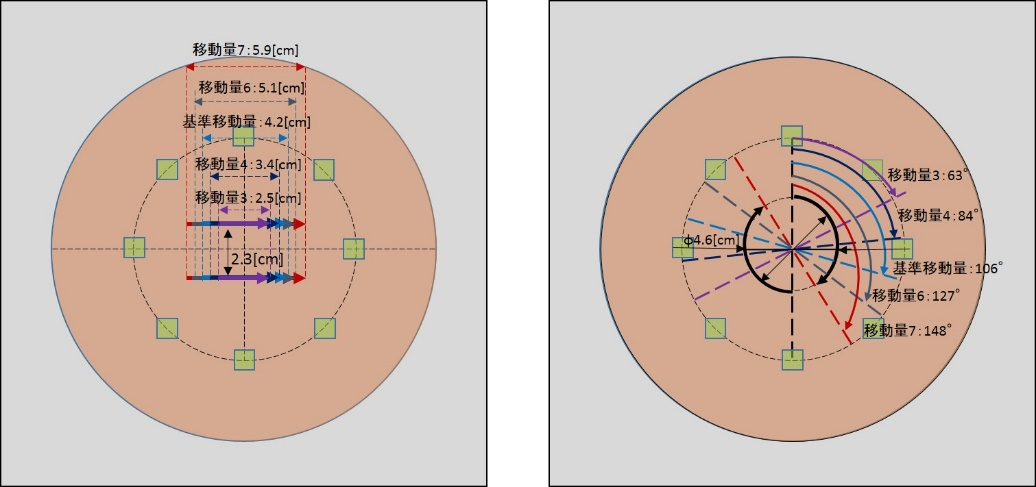 移動量7:5.9[cm]
移動量6:5.1[cm]
基準移動量:4.2[cm]
移動量4:3.4[cm]
移動量3:2.5[cm]
2.3[cm]
移動量3:63°
移動量4:84°
φ4.6[cm]
基準移動量:106°
移動量6:127°
移動量7:148°